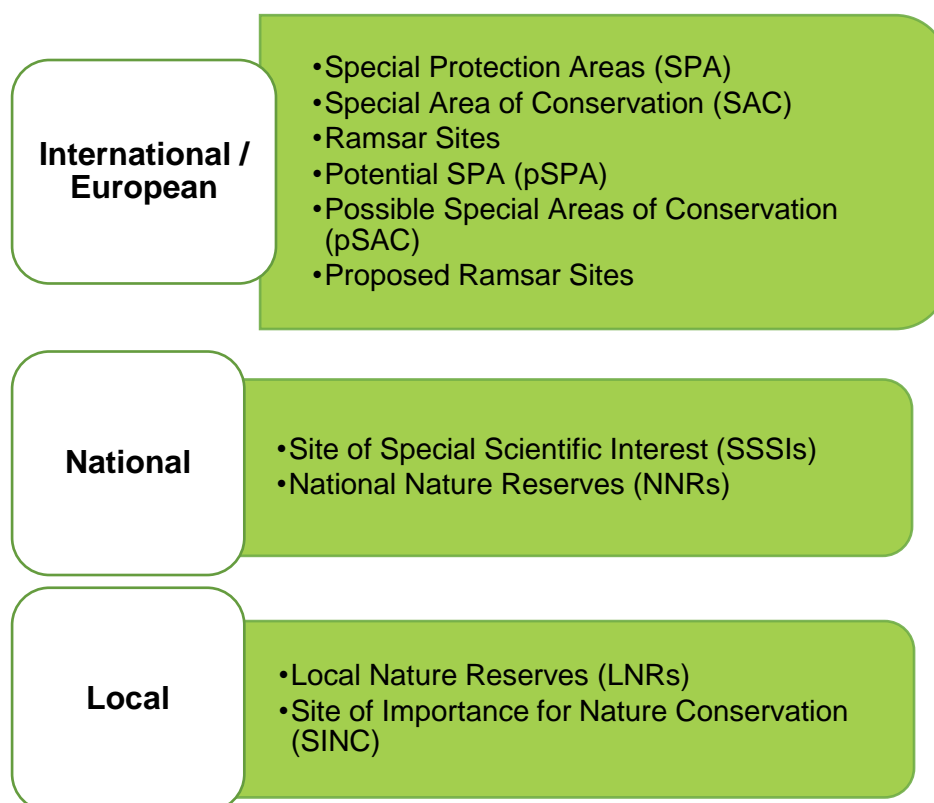 International /
European
•Special Protection Areas (SPA)
•Special Area of Conservation (SAC)
•Ramsar Sites
•Potential SPA (pSPA)
•Possible Special Areas of Conservation
(pSAC)
•Proposed Ramsar Sites
National
•Site of Special Scientific Interest (SSSIs)
•National Nature Reserves (NNRs)
Local
•Local Nature Reserves (LNRs)
•Site of Importance for Nature Conservation
(SINC)